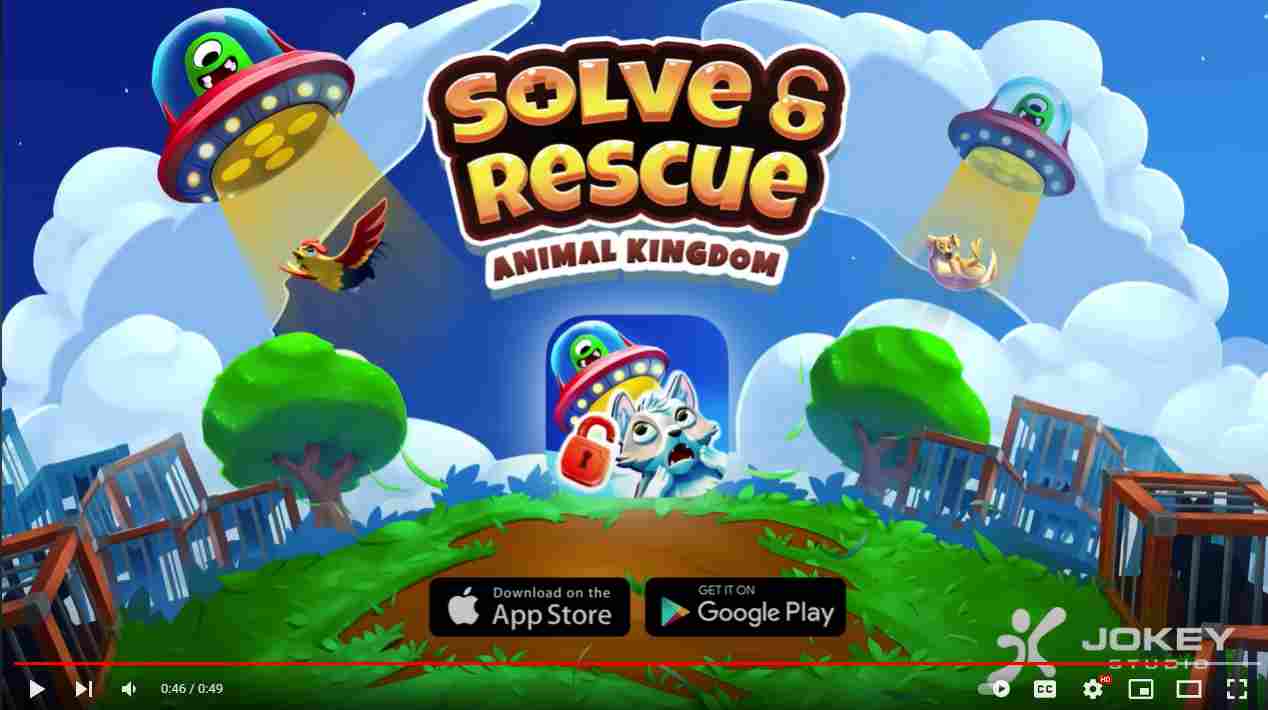 SOLVE &
RESCUE
ANIMAL KINGDOM
Download on the
App Store
GET IT ON
Google Play
JOKEY
STUDIO
0:46 / 0:49
CC
HD